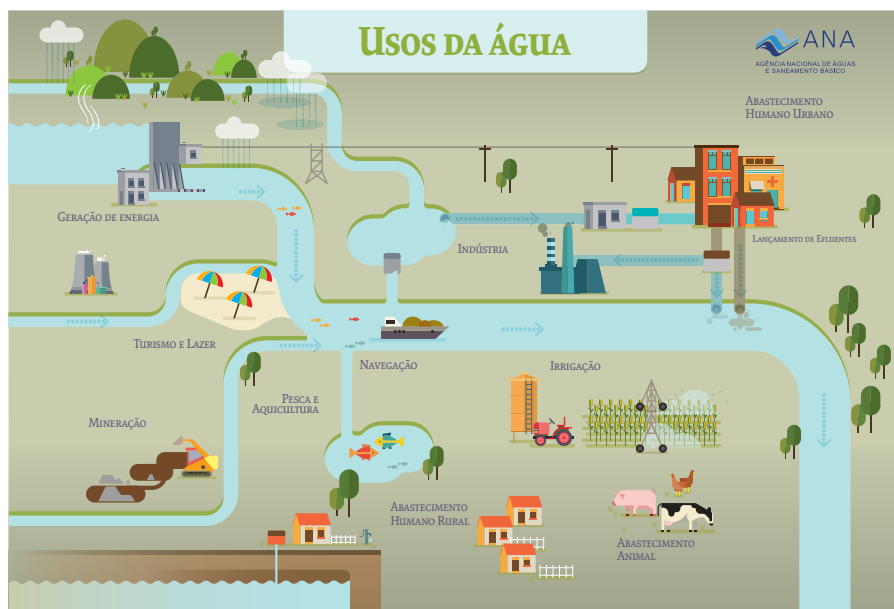 Usos da água
ANA
AGÊNCIA NACIONAL DE ÁGUAS
E SANEAMENTO BÁSICO
Abastecimento
Humano Urbano
Geração de energia
Indústria
Lançamento de Efluentes
Turismo e Lazer
Navegação
Irrigação
Pesca e
Aquicultura
Mineração
Abastecimento
Humano Rural
Abastecimento
Animal